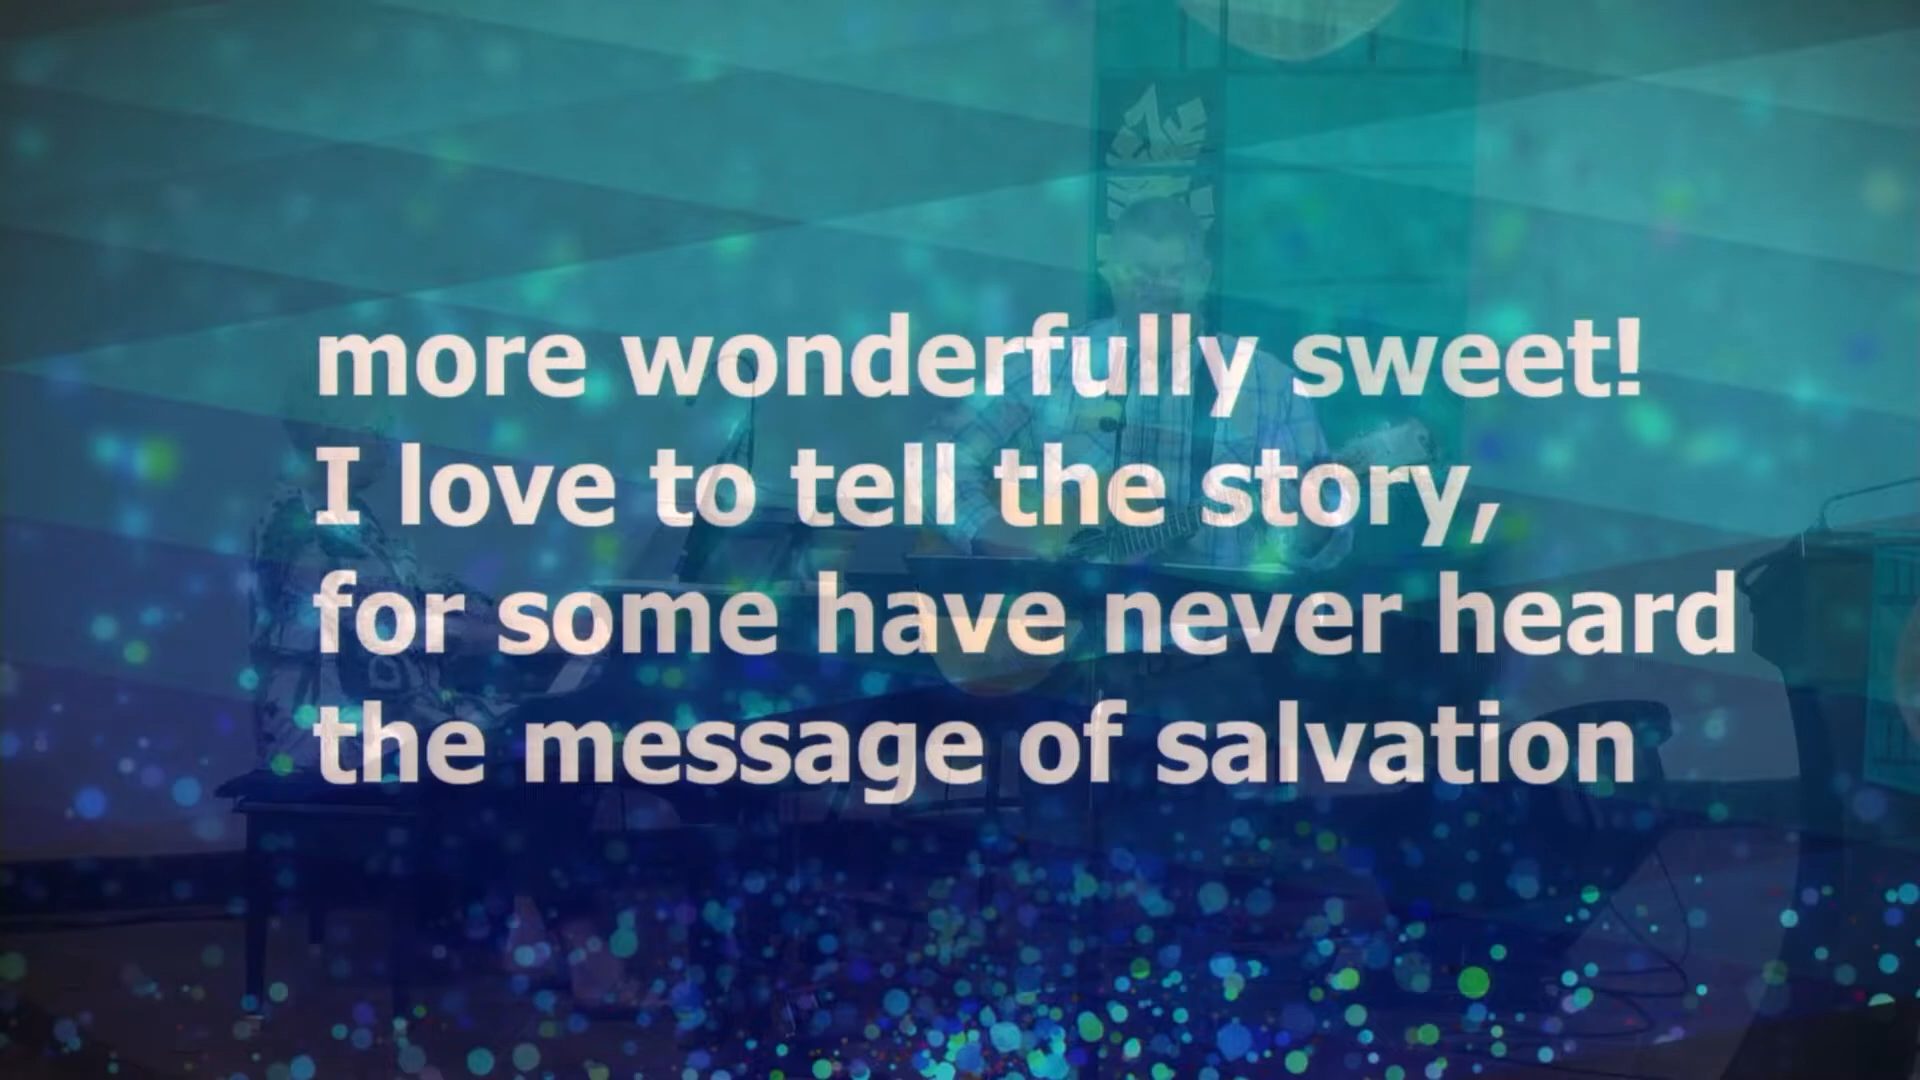 more wonderfully sweet!
I love to tell the story,
for some have never heard
the message of salvation